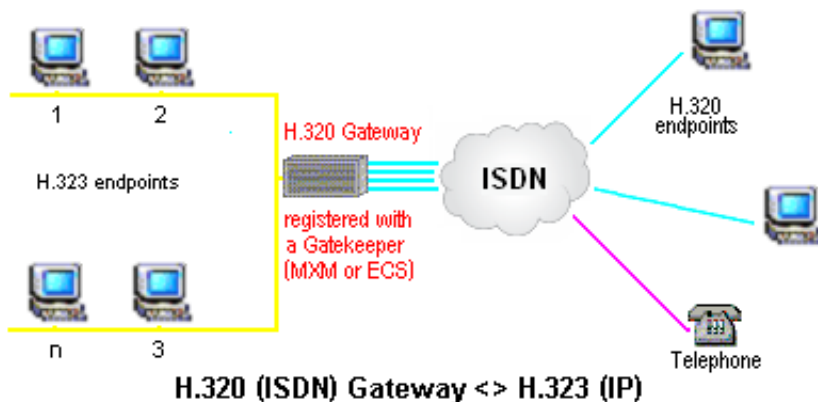 1
2
H.323 endpoints
n
3
H.320 Gateway
registered with
a Gatekeeper
(MXM or ECS)
ISDN
H.320
endpoints
Telephone
H.320 (ISDN) Gateway <> H.323 (IP)